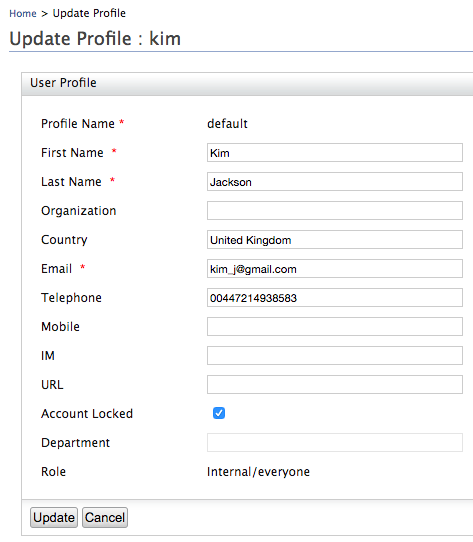 Home > Update Profile
Update Profile : kim
User Profile
Profile Name * default
First Name * Kim
Last Name * Jackson
Organization
Country United Kingdom
Email * kim_j@gmail.com
Telephone 00447214938583
Mobile
IM
URL
Account Locked
Department
Role Internal/everyone
Update Cancel